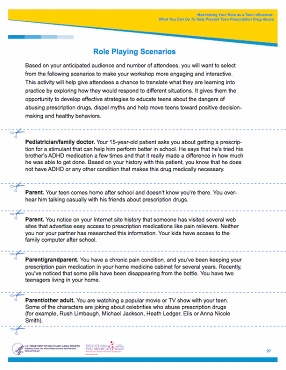 Maximizing Your Role as a Teen Influencer
What You Can Do To Help Prevent Teen Prescription Drug Abuse
Role Playing Scenarios
Based on your anticipated audience and number of attendees, you will want to select
from the following scenarios to make your workshop more engaging and interactive.
This activity will help give attendees a chance to translate what they are learning into
practice by exploring how they would respond to different situations. It gives them the
opportunity to develop effective strategies to educate teens about the dangers of
abusing prescription drugs, dispel myths and help move teens toward positive decision-
making and healthy behaviors.
Pediatrician/family doctor. Your 15-year-old patient asks you about getting a prescrip-
tion for a stimulant that can help him perform better in school. He says that he's tried his
brother's ADHD medication a few times and that it really made a difference in how much
he was able to get done. Based on your history with this patient, you know that he does
not have ADHD or any other condition that makes this drug medically necessary.
Parent. Your teen comes home after school and doesn't know you're there. You over-
hear him talking casually with his friends about prescription drugs.
Parent. You notice on your Internet site history that someone has visited several web
sites that advertise easy access to prescription medications like pain relievers. Neither
you nor your partner has researched this information. Your kids have access to the
family computer after school.
Parent/grandparent. You have a chronic pain condition, and you've been keeping your
prescription pain medication in your home medicine cabinet for several years. Recently,
you've noticed that some pills have been disappearing from the bottle. You have two
teenagers living in your home.
Parent/other adult. You are watching a popular movie or TV show with your teen.
Some of the characters are joking about celebrities who abuse prescription drugs
(for example, Rush Limbaugh, Michael Jackson, Heath Ledger, Elvis or Anna Nicole
Smith).
27